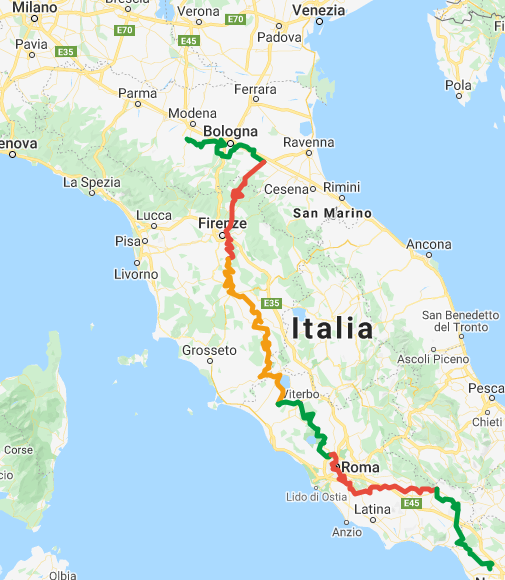 Milano
Verona
Venezia
E70
E70
E45
Padova
Pavia
E35
Pola
Ferrara
Parma
Modena
Bologna
Ravenna
enova
La Spezia
Cesena
Rimini
San Marino
Lucca
Firenze
Pisa
Ancona
Livorno
E35
San Benedetto
del Tronto
Italia
Grosseto
Ascoli Piceno
Viterbo
Pesca
Chieti
Corse
Roma
cio
Lido di Ostia
E45
Latina
Anzio
Olbia